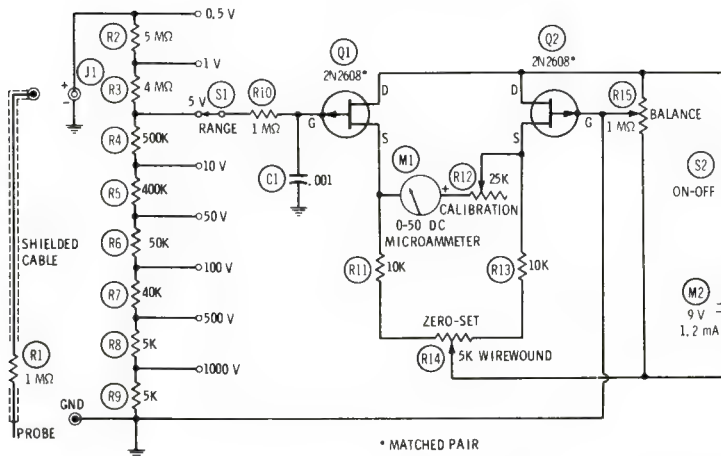 0.5 V
R2
5 MΩ
J1
+
-
1 V
R3
4 MΩ
5 V
S1
RANGE
R10
1 MΩ
Q1
2N2608*
D
G
S
Q2
2N2608*
D
G
S
R15
1 MΩ
BALANCE
R4
500K
C1
.001
M1
+
0-50 DC
MICROAMMETER
R12
25K
CALIBRATION
S2
ON-OFF
10 V
R5
400K
50 V
SHIELDED
CABLE
R6
50K
100 V
R11
10K
R13
10K
R7
40K
500 V
ZERO-SET
R14
5K WIREWOUND
M2
9 V
1.2 mA
R1
1 MΩ
R8
5K
1000 V
R9
5K
GND
PROBE
* MATCHED PAIR